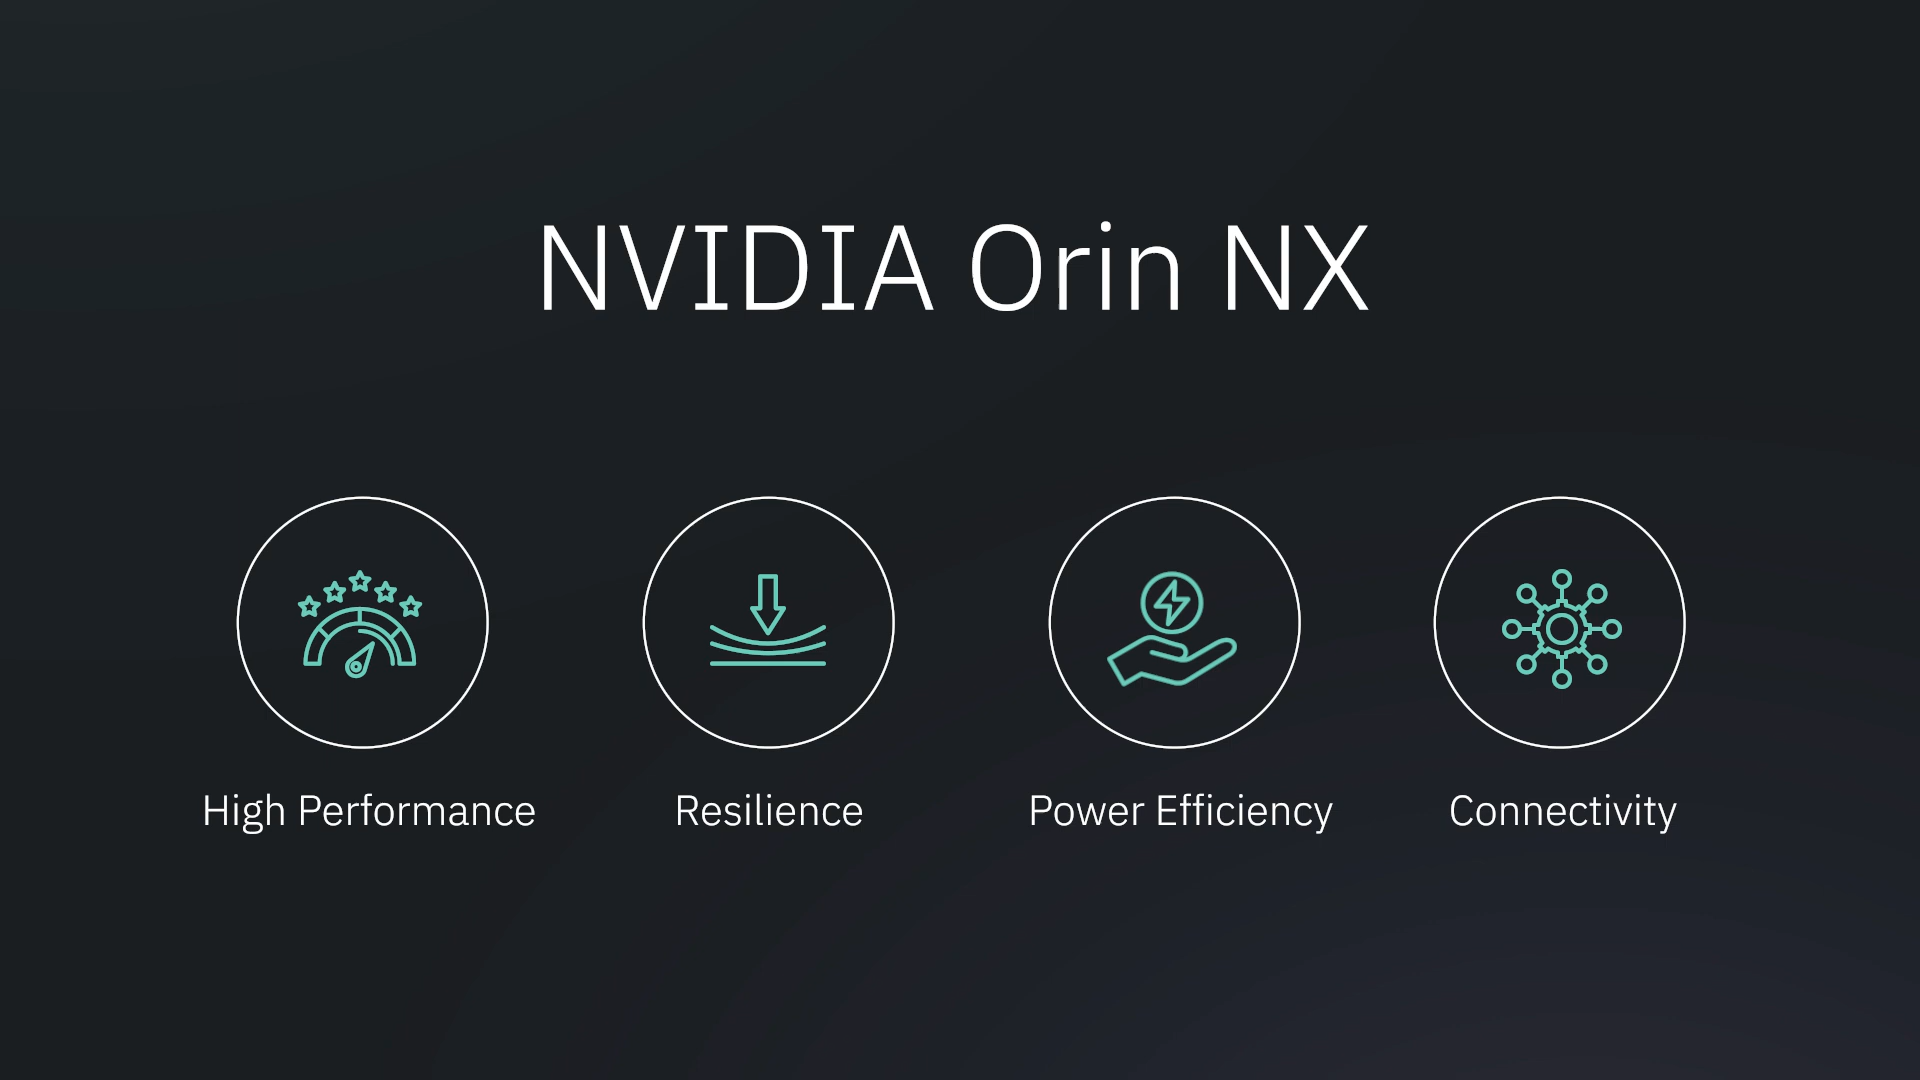 NVIDIA Orin NX
High Performance
Resilience
Power Efficiency
Connectivity